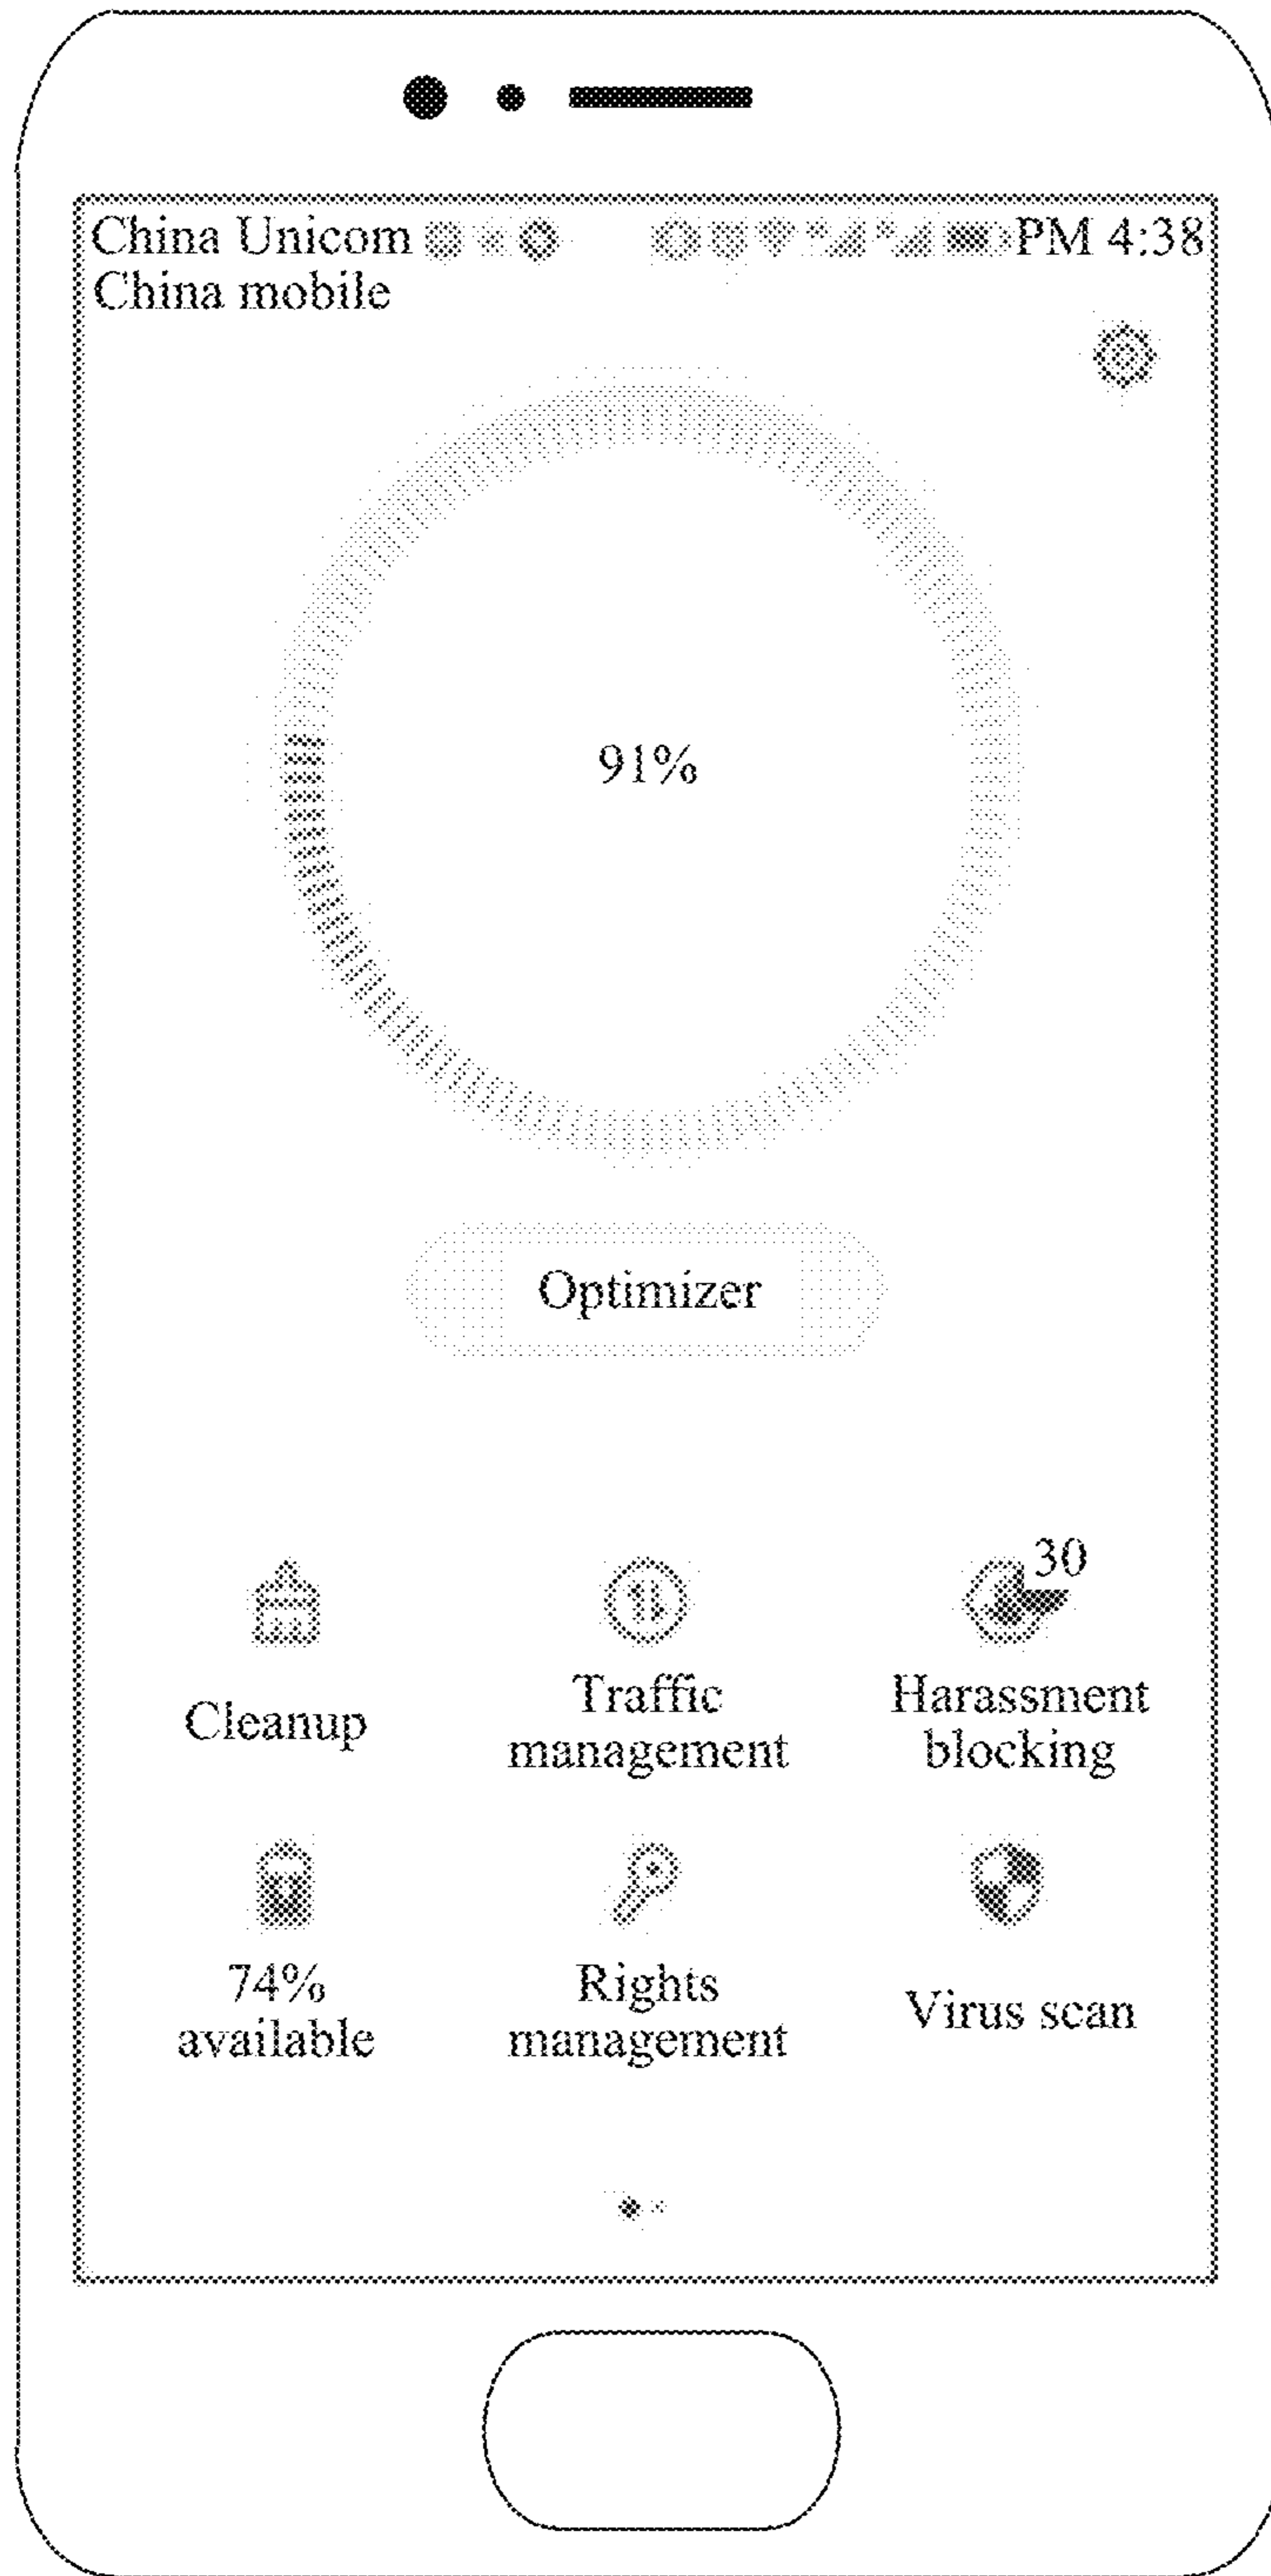 China Unicom PM 4:38
China mobile
91%
Optimizer
30
Cleanup
Traffic
management
Harassment
blocking
74%
available
Rights
management
Virus scan